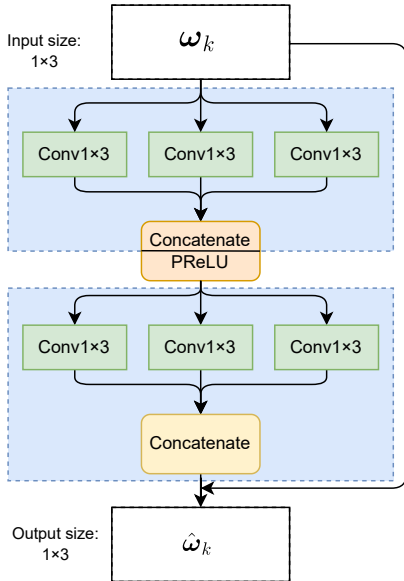 Input size:
1×3
ω_k
Conv1×3 Conv1×3 Conv1×3
Concatenate
PReLU
Conv1×3 Conv1×3 Conv1×3
Concatenate
Output size:
1×3
ω̂_k